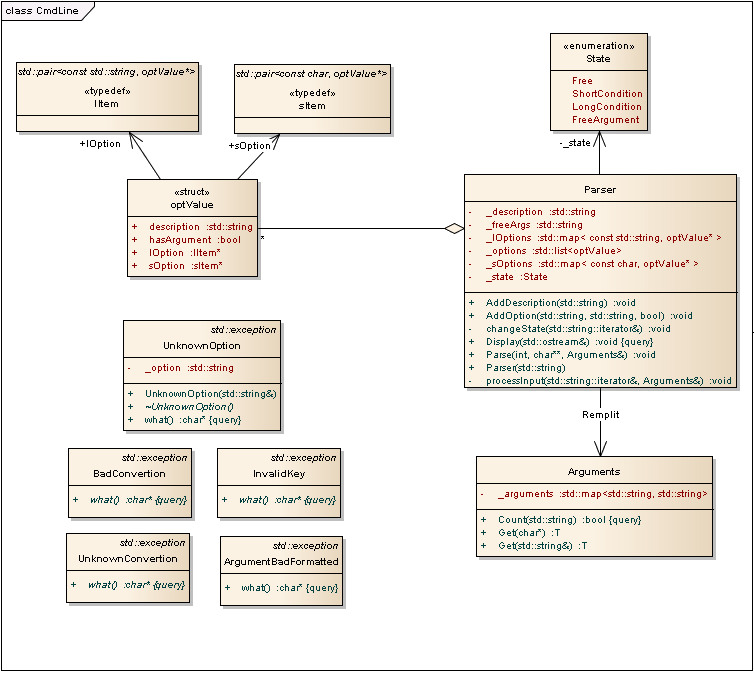 class CmdLine
std::pair<const std::string, optValue*>
«typedef»
lItem
std::pair<const char, optValue*>
«typedef»
sItem
«enumeration»
State
Free
ShortCondition
LongCondition
FreeArgument
+lOption
+sOption
-_state
«struct»
optValue
+ description :std::string
+ hasArgument :bool
+ lOption :lItem*
+ sOption :sItem*
*
Parser
- _description :std::string
- _freeArgs :std::string
- _lOptions :std::map< const std::string, optValue* >
- _options :std::list<optValue>
- _sOptions :std::map< const char, optValue* >
- _state :State
+ AddDescription(std::string) :void
+ AddOption(std::string, std::string, bool) :void
- changeState(std::string::iterator&) :void
+ Display(std::ostream&) :void {query}
+ Parse(int, char**, Arguments&) :void
+ Parser(std::string)
- processInput(std::string::iterator&, Arguments&) :void
std::exception
UnknownOption
- _option :std::string
+ UnknownOption(std::string&)
+ ~UnknownOption()
+ what() :char* {query}
Remplit
std::exception
BadConvertion
+ what() :char* {query}
std::exception
InvalidKey
+ what() :char* {query}
Arguments
- _arguments :std::map<std::string, std::string>
+ Count(std::string) :bool {query}
+ Get(char*) :T
+ Get(std::string&) :T
std::exception
UnknownConvertion
+ what() :char* {query}
std::exception
ArgumentBadFormatted
+ what() :char* {query}